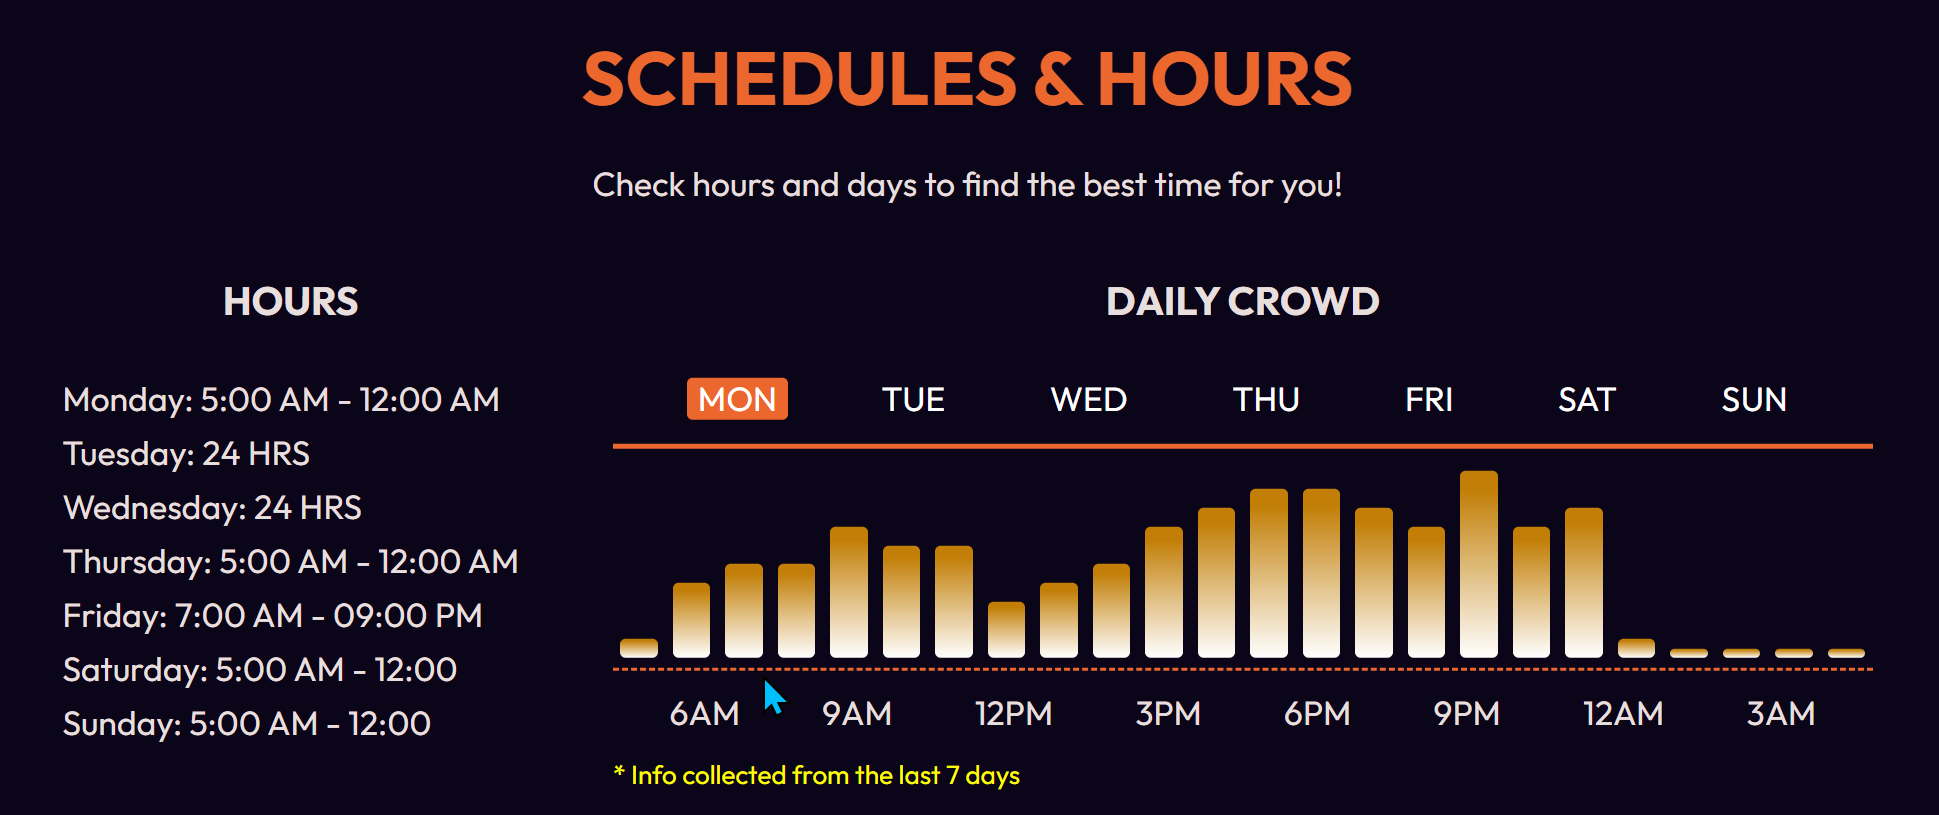 SCHEDULES & HOURS
Check hours and days to find the best time for you!
HOURS
Monday: 5:00 AM - 12:00 AM
Tuesday: 24 HRS
Wednesday: 24 HRS
Thursday: 5:00 AM - 12:00 AM
Friday: 7:00 AM - 09:00 PM
Saturday: 5:00 AM - 12:00
Sunday: 5:00 AM - 12:00
DAILY CROWD
MON TUE WED THU FRI SAT SUN
6AM 9AM 12PM 3PM 6PM 9PM 12AM 3AM
* Info collected from the last 7 days